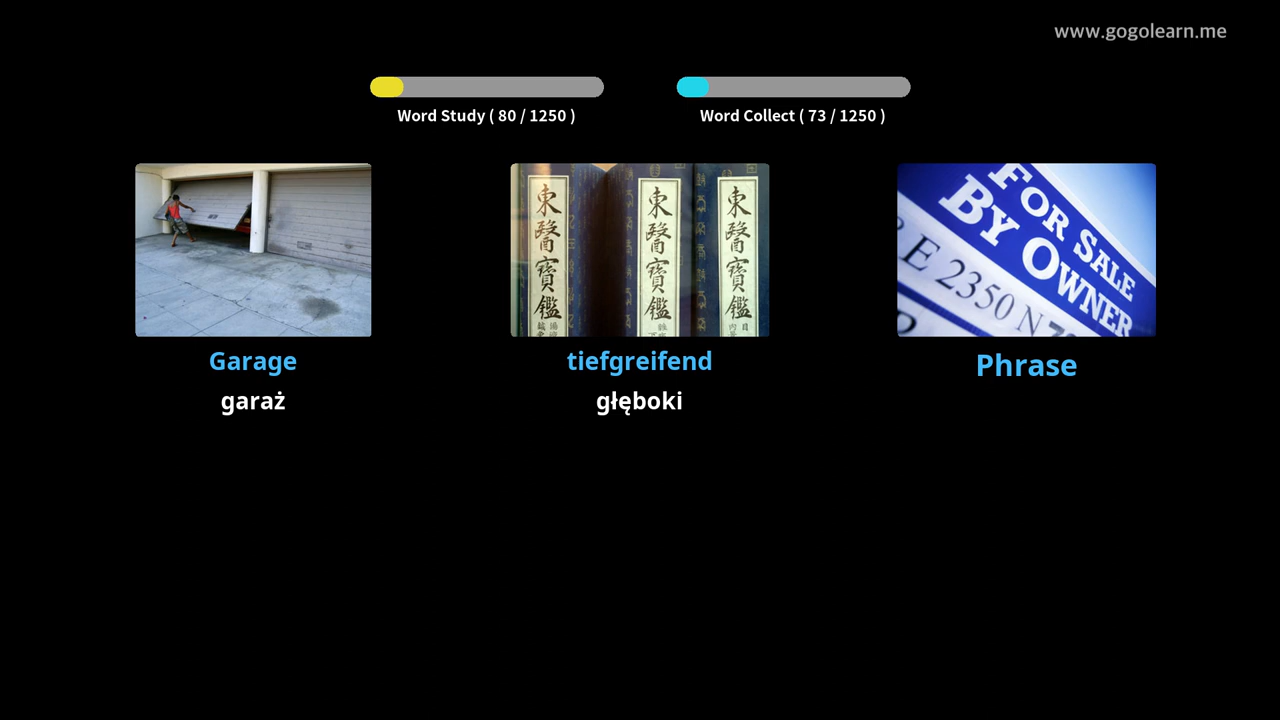 www.gogolearn.me
Word Study ( 80 / 1250 )
Word Collect ( 73 / 1250 )
東醫寶鑑
東醫寶鑑
東醫寶鑑
FOR SALE
BY OWNER
E 2350 N
Garage
tiefgreifend
Phrase
garaż
głęboki